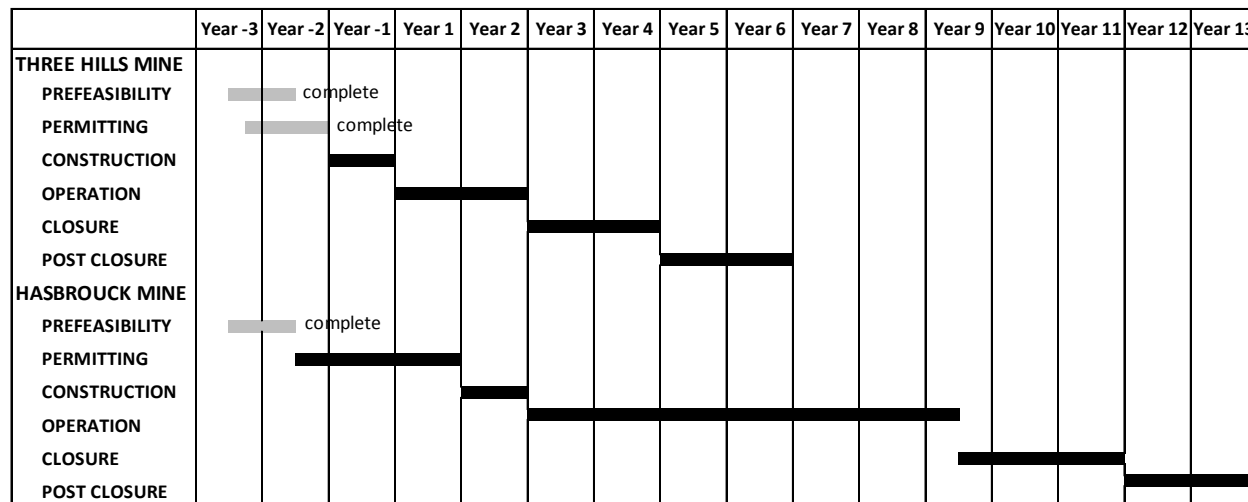 Year -3 Year -2 Year -1 Year 1 Year 2 Year 3 Year 4 Year 5 Year 6 Year 7 Year 8 Year 9 Year 10 Year 11 Year 12 Year 13
THREE HILLS MINE
PREFEASIBILITY complete
PERMITTING complete
CONSTRUCTION
OPERATION
CLOSURE
POST CLOSURE
HASBROUCK MINE
PREFEASIBILITY complete
PERMITTING
CONSTRUCTION
OPERATION
CLOSURE
POST CLOSURE